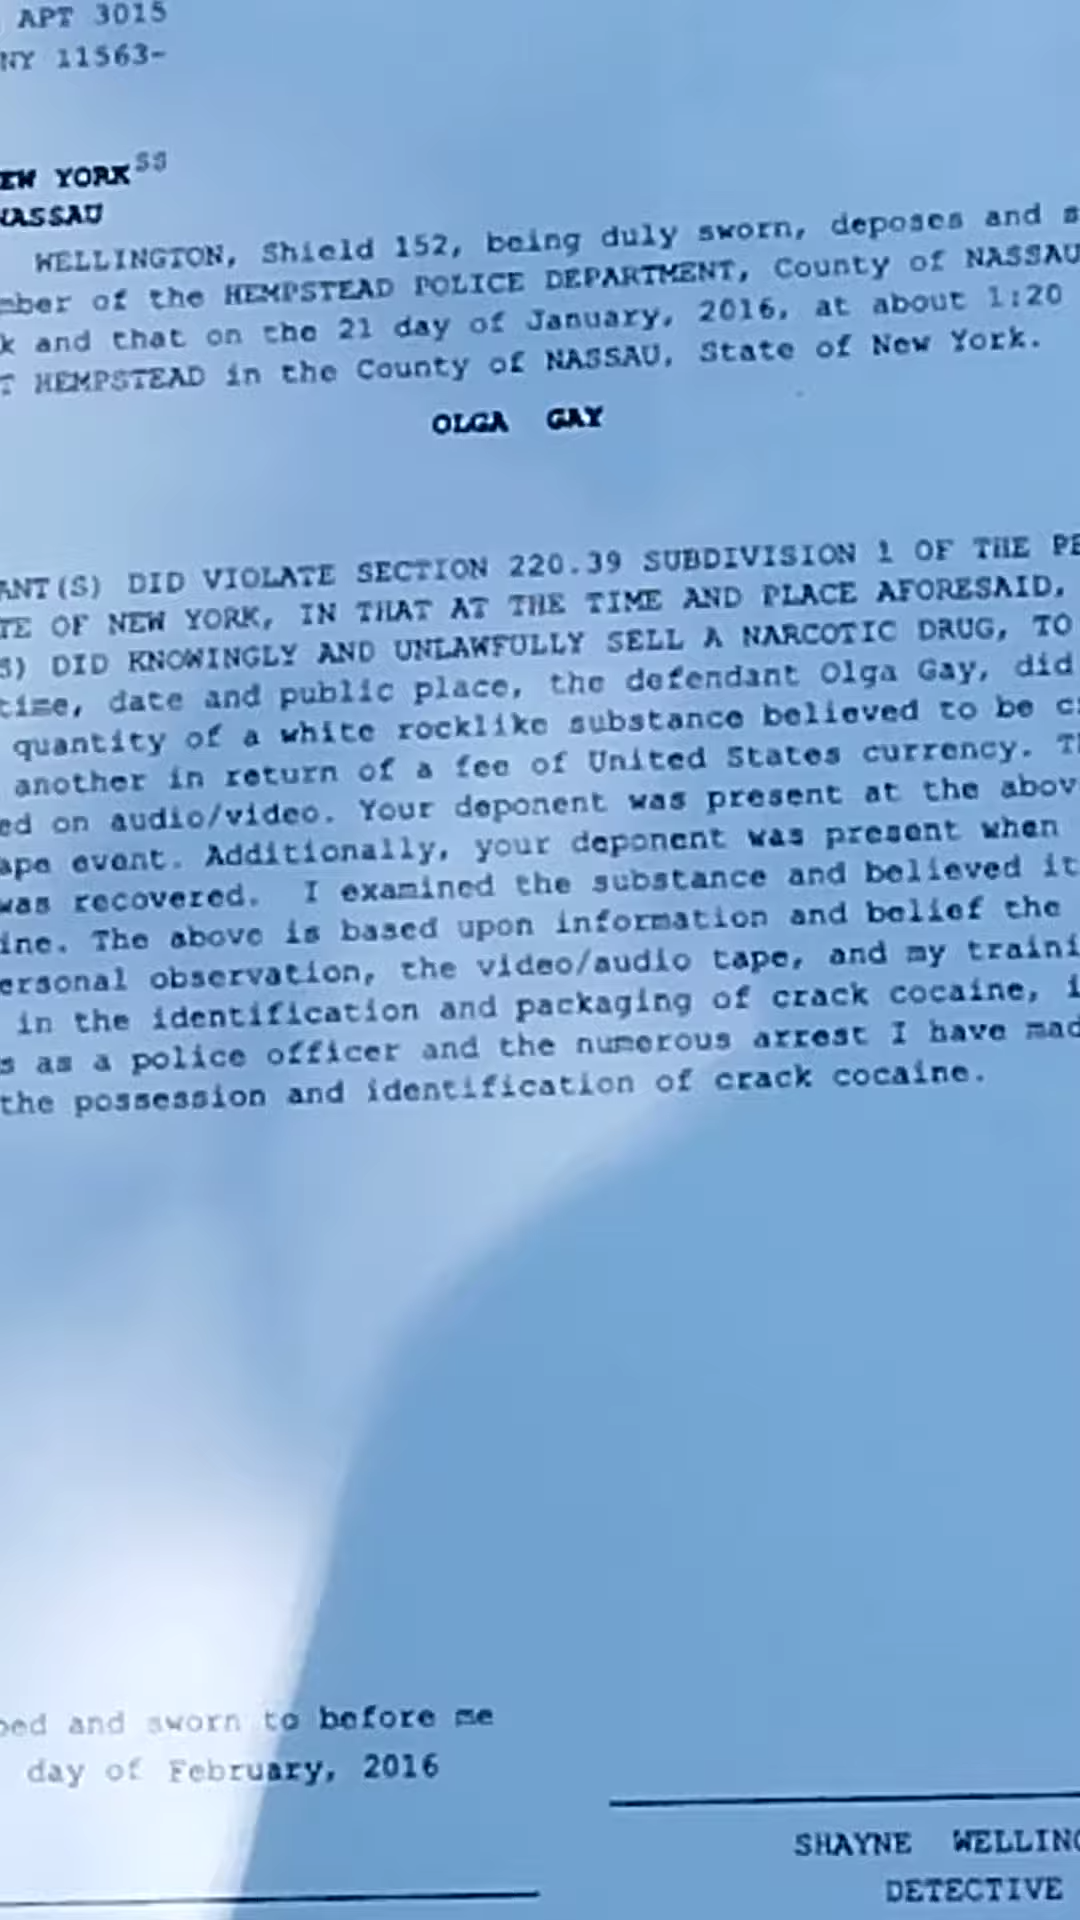 APT 3015
NY 11563-
EW YORK SS
NASSAU
WELLINGTON, Shield 152, being duly sworn, deposes and s
mber of the HEMPSTEAD POLICE DEPARTMENT, County of NASSAU
k and that on the 21 day of January, 2016, at about 1:20
T HEMPSTEAD in the County of NASSAU, State of New York.
OLGA GAY
ANT(S) DID VIOLATE SECTION 220.39 SUBDIVISION 1 OF THE PE
TE OF NEW YORK, IN THAT AT THE TIME AND PLACE AFORESAID,
S) DID KNOWINGLY AND UNLAWFULLY SELL A NARCOTIC DRUG, TO
time, date and public place, the defendant Olga Gay, did
quantity of a white rocklike substance believed to be c
another in return of a fee of United States currency. Th
ed on audio/video. Your deponent was present at the abov
ape event. Additionally, your deponent was present when
was recovered. I examined the substance and believed it
ine. The above is based upon information and belief the
ersonal observation, the video/audio tape, and my traini
in the identification and packaging of crack cocaine, i
s as a police officer and the numerous arrest I have mad
the possession and identification of crack cocaine.
bed and sworn to before me
day of February, 2016
SHAYNE WELLING
DETECTIVE